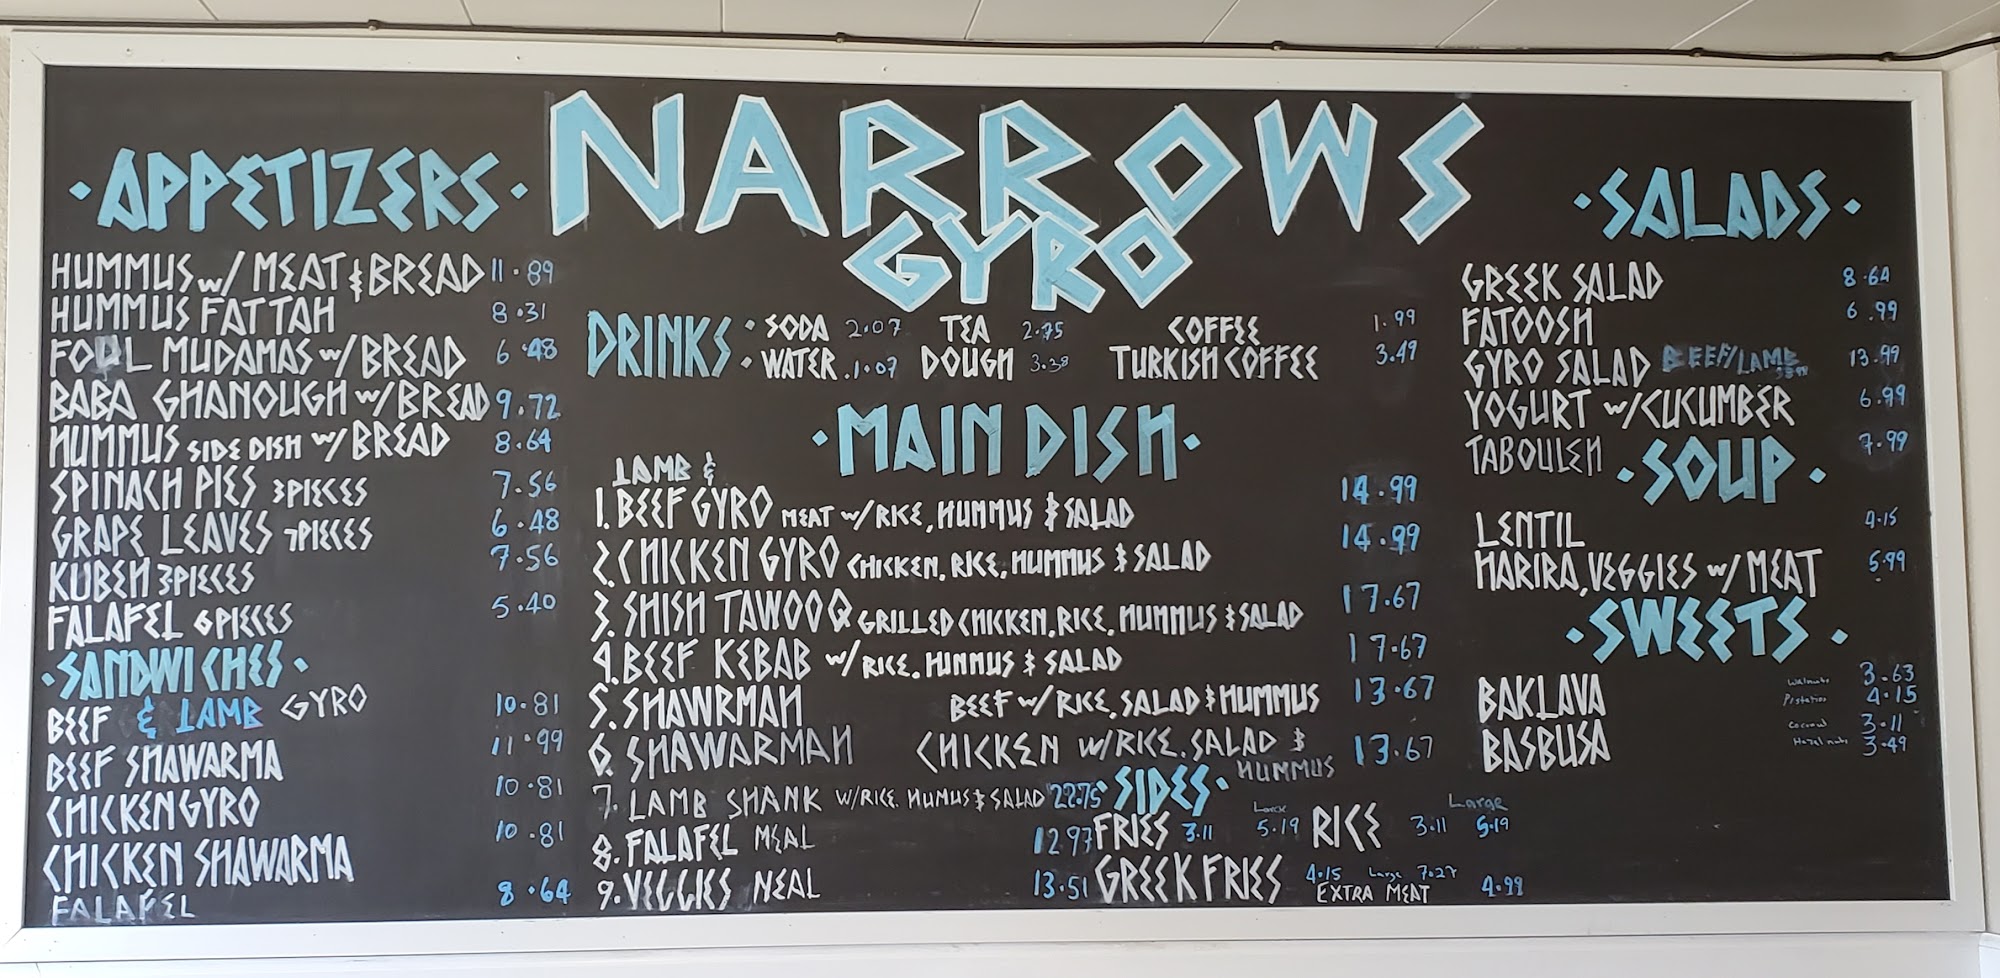 NARROWS
GYRO
·APPETIZERS·
HUMMUS w/ MEAT & BREAD 11.89
HUMMUS FATTAH 8.31
FOUL MUDAMAS w/ BREAD 6.48
BABA GHANOUGH w/ BREAD 9.72
HUMMUS SIDE DISH w/ BREAD 8.64
SPINACH PIES 3PIECES 7.56
GRAPE LEAVES 7PIECES 6.48
KUBEH 3PIECES 7.56
FALAFEL 6PIECES 5.40
·SANDWICHES·
BEEF & LAMB GYRO 10.81
BEEF SHAWARMA 11.99
CHICKEN GYRO 10.81
CHICKEN SHAWARMA 10.81
FALAFEL 8.64
DRINKS
· SODA 2.07 TEA 2.75 COFFEE 1.99
· WATER 1.07 DOUGH 3.38 TURKISH COFFEE 3.49
·MAIN DISH·
LAMB &
1. BEEF GYRO MEAT w/ RICE, HUMMUS & SALAD 14.99
2. CHICKEN GYRO CHICKEN, RICE, HUMMUS & SALAD 14.99
3. SHISH TAWOOQ GRILLED CHICKEN, RICE, HUMMUS & SALAD 17.67
4. BEEF KEBAB w/ RICE, HUMMUS & SALAD 17.67
5. SHAWRMAH BEEF w/ RICE, SALAD & HUMMUS 13.67
6. SHAWARMAH CHICKEN w/ RICE, SALAD & 13.67
HUMMUS
7. LAMB SHANK W/RICE, HUMUS & SALAD 22.75
8. FALAFEL MEAL 12.97
9. VEGGIES MEAL 13.51
·SIDES·
Large Large
FRIES 3.11 5.19 RICE 3.11 5.19
GREEK FRIES 4.15 Large 7.27
EXTRA MEAT 4.99
·SALADS·
GREEK SALAD 8.64
FATOOSH 6.99
GYRO SALAD BEEF/LAMB 13.99
YOGURT w/CUCUMBER 6.99
TABOULEH 7.99
·SOUP·
LENTIL 4.15
HARIRA, VEGGIES w/ MEAT 5.99
·SWEETS·
BAKLAVA Walnuts 3.63
Pistatios 4.15
BASBUSA Coconut 3.11
Hazelnuts 3.49